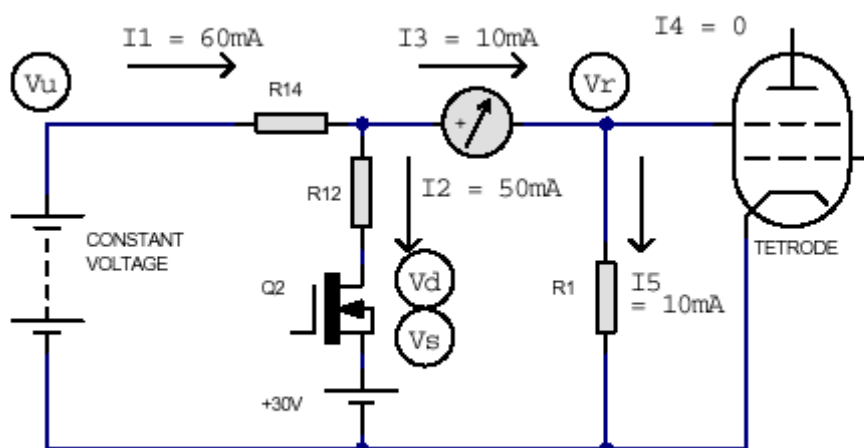 I1 = 60mA
I3 = 10mA
I4 = 0
Vu
Vr
R14
+
R12
I2 = 50mA
CONSTANT
VOLTAGE
TETRODE
Q2
Vd
Vs
R1
I5
= 10mA
+30V